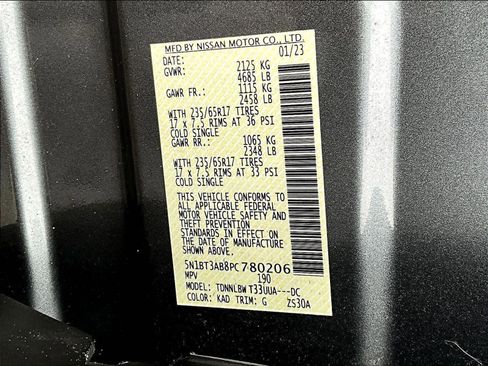 MFD BY NISSAN MOTOR CO., LTD.
DATE: 01/23
GVWR: 2125 KG
4685 LB
GAWR FR.: 1115 KG
2458 LB
WITH 235/65R17 TIRES
17 x 7.5 RIMS AT 36 PSI
COLD SINGLE
GAWR RR.: 1065 KG
2348 LB
WITH 235/65R17 TIRES
17 x 7.5 RIMS AT 33 PSI
COLD SINGLE
THIS VEHICLE CONFORMS TO
ALL APPLICABLE FEDERAL
MOTOR VEHICLE SAFETY AND
THEFT PREVENTION
STANDARDS IN EFFECT ON
THE DATE OF MANUFACTURE
SHOWN ABOVE.
5N1BT3AB8PC780206
MPV 190
MODEL: TDNNLBW T33UUA---DC
COLOR: KAD TRIM: G ZS30A